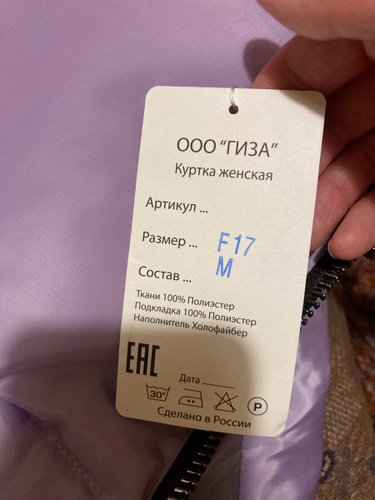 ООО "ГИЗА"
Куртка женская
Артикул ...
Размер ... F17
M
Состав ...
Ткани 100% Полиэстер
Подкладка 100% Полиэстер
Наполнитель Холофайбер
EAC
Дата .............
30° P
Сделано в России